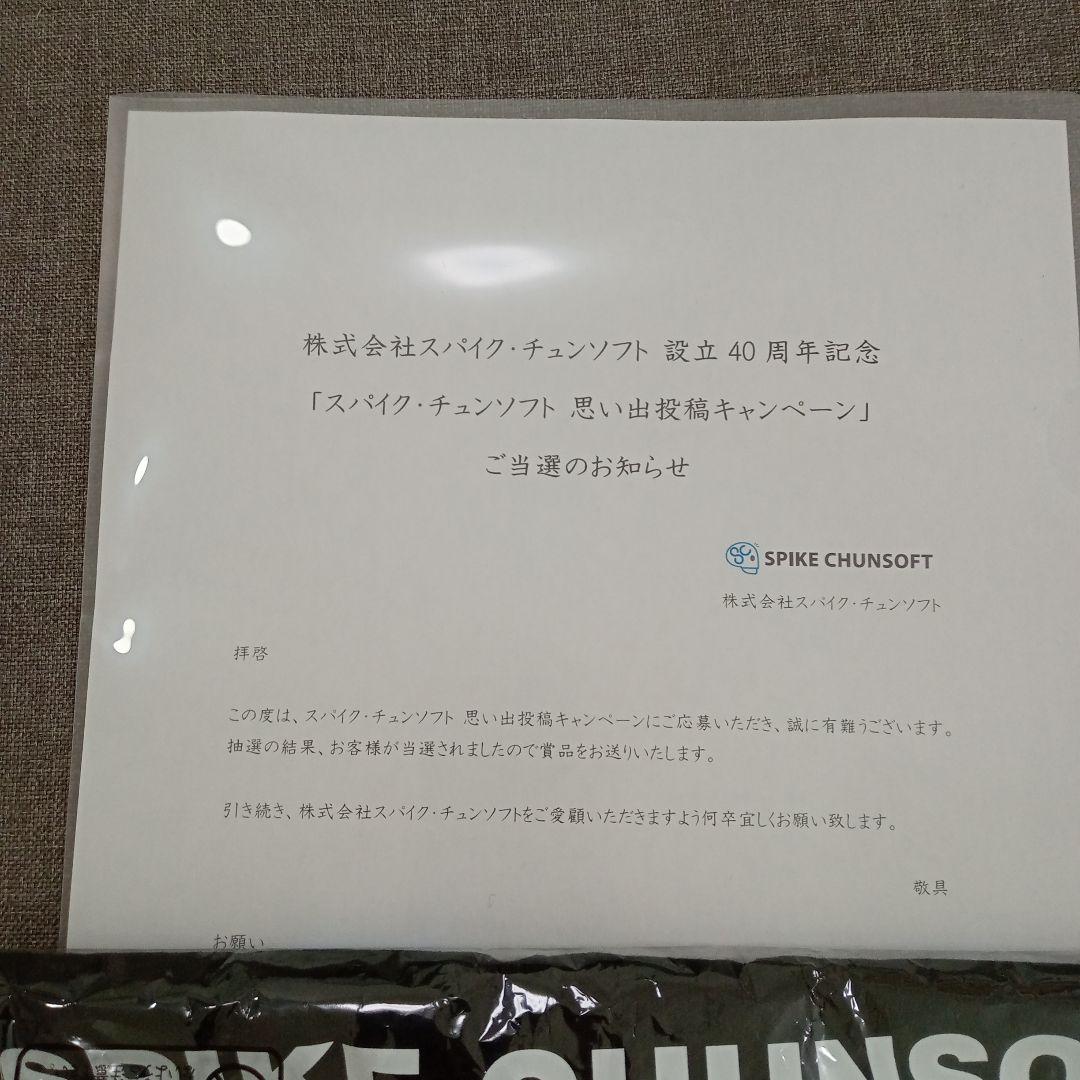 株式会社スパイク・チュンソフト 設立 40 周年記念
「スパイク・チュンソフト 思い出投稿キャンペーン」
ご当選のお知らせ
SPIKE CHUNSOFT
株式会社スパイク・チュンソフト
拝啓
この度は、スパイク・チュンソフト 思い出投稿キャンペーンにご応募いただき、誠に有難うございます。
抽選の結果、お客様が当選されましたので賞品をお送りいたします。
引き続き、株式会社スパイク・チュンソフトをご愛顧いただきますよう何卒宜しくお願い致します。
敬具
お願い
SPIKE CHUNSO